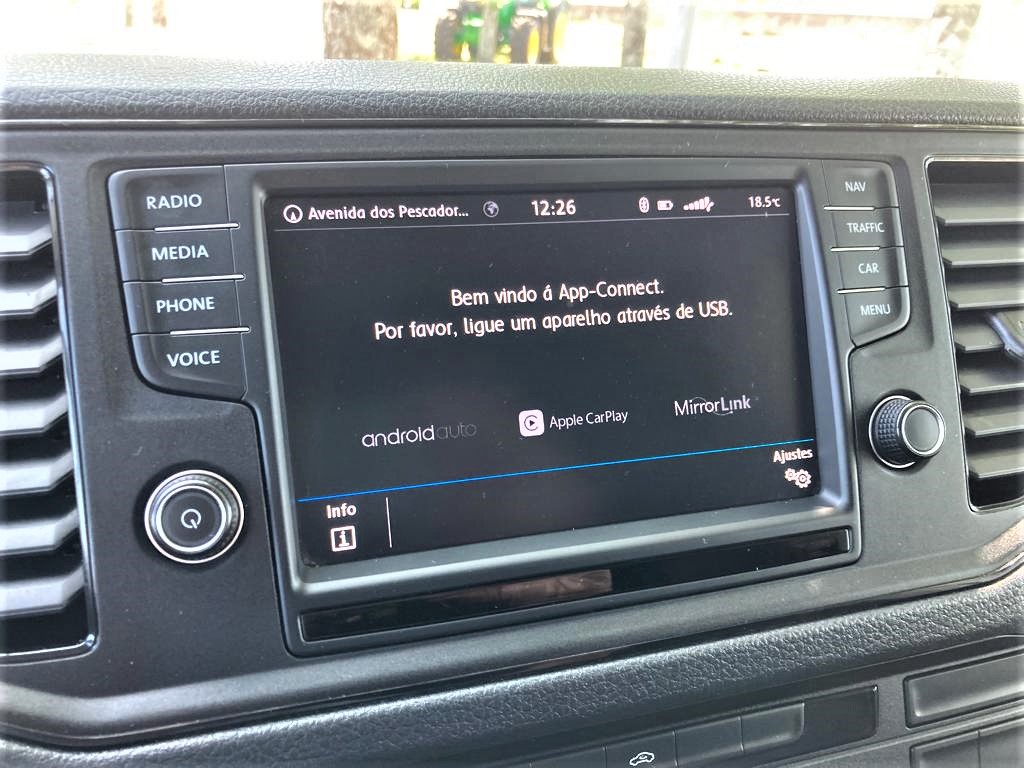 RADIO
MEDIA
PHONE
VOICE
Avenida dos Pescador... 12:26 18.5°C
Bem vindo á App-Connect.
Por favor, ligue um aparelho através de USB.
androidauto Apple CarPlay MirrorLink
Ajustes
Info
i
NAV
TRAFFIC
CAR
MENU